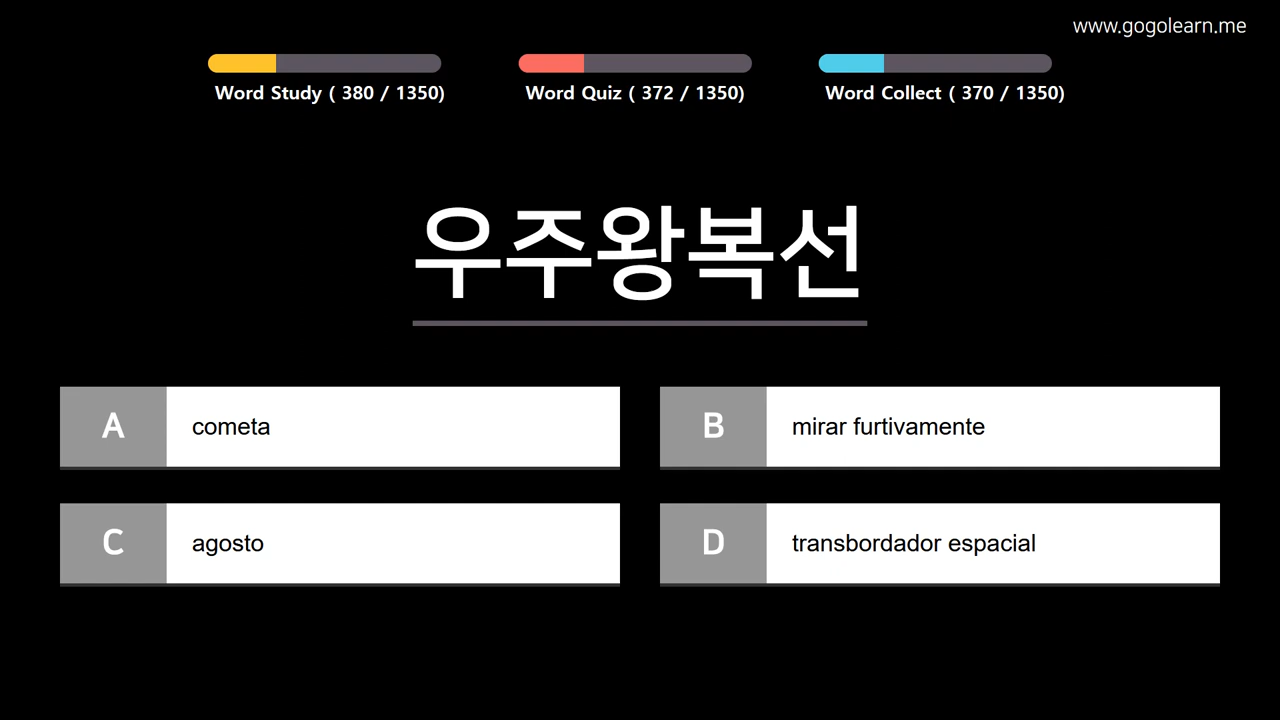 www.gogolearn.me
Word Study ( 380 / 1350)
Word Quiz ( 372 / 1350)
Word Collect ( 370 / 1350)
우주왕복선
A cometa
B mirar furtivamente
C agosto
D transbordador espacial